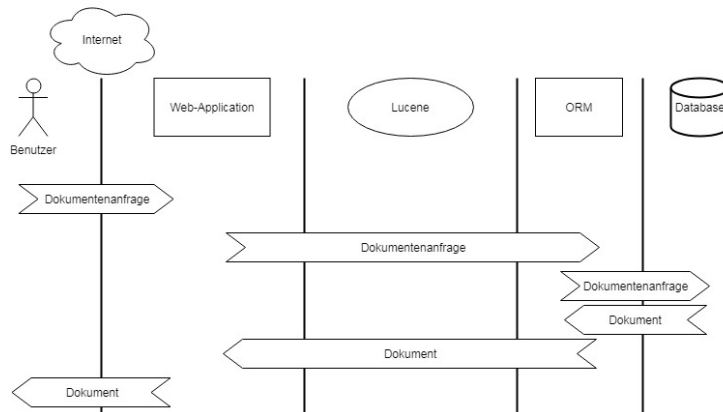 Internet
Web-Application
Lucene
ORM
Database
Benutzer
Dokumentenanfrage
Dokumentenanfrage
Dokumentenanfrage
Dokument
Dokument
Dokument